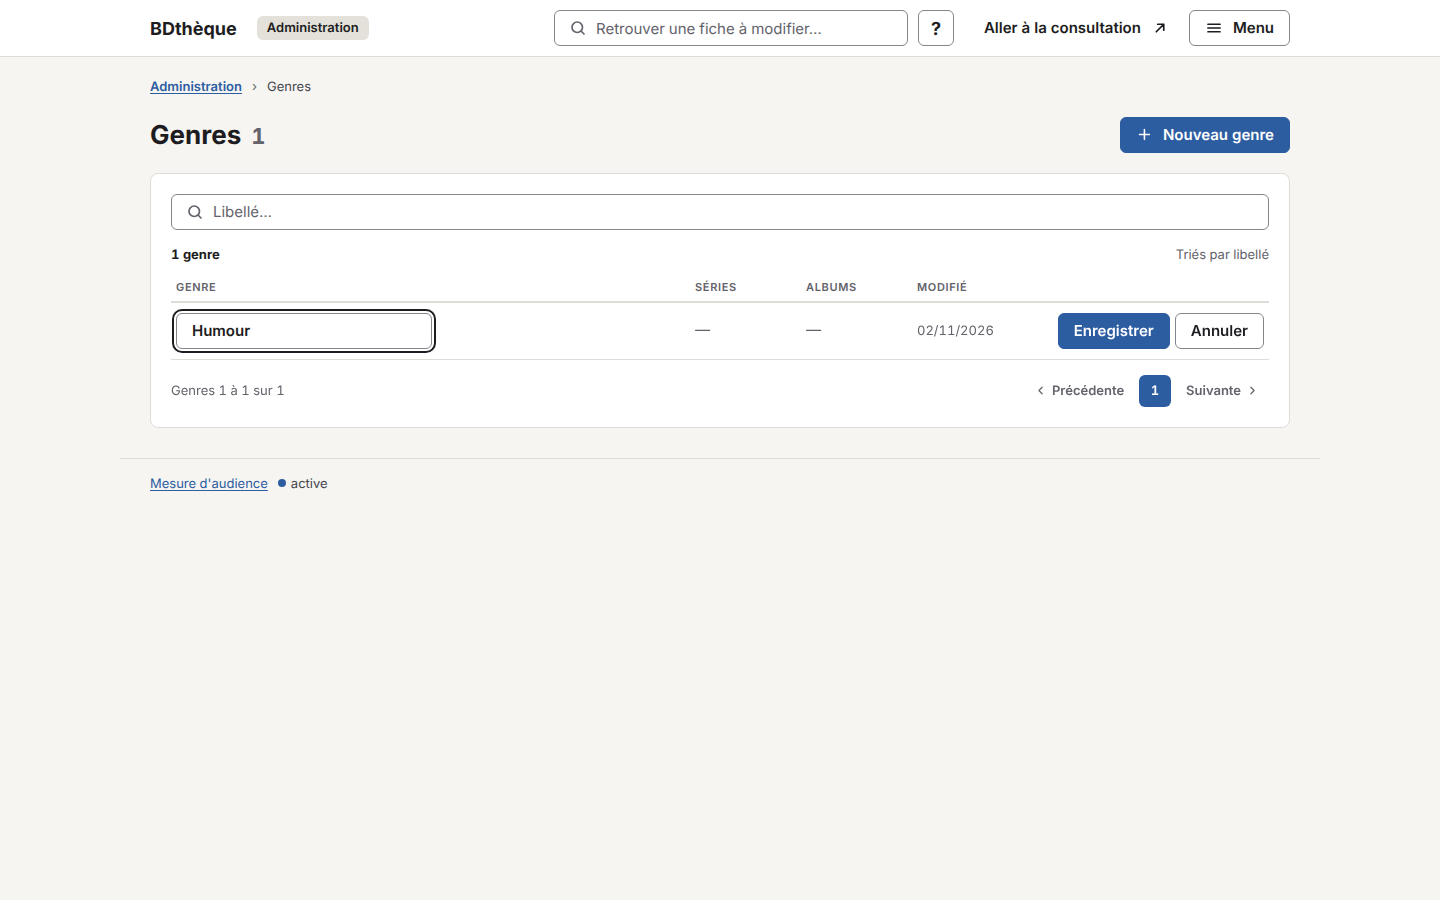 BDthèque Administration Retrouver une fiche à modifier... ? Aller à la consultation Menu
Administration › Genres
Genres 1 Nouveau genre
Libellé...
1 genre Triés par libellé
GENRE SÉRIES ALBUMS MODIFIÉ
Humour — — 02/11/2026 Enregistrer Annuler
Genres 1 à 1 sur 1 Précédente 1 Suivante
Mesure d'audience active